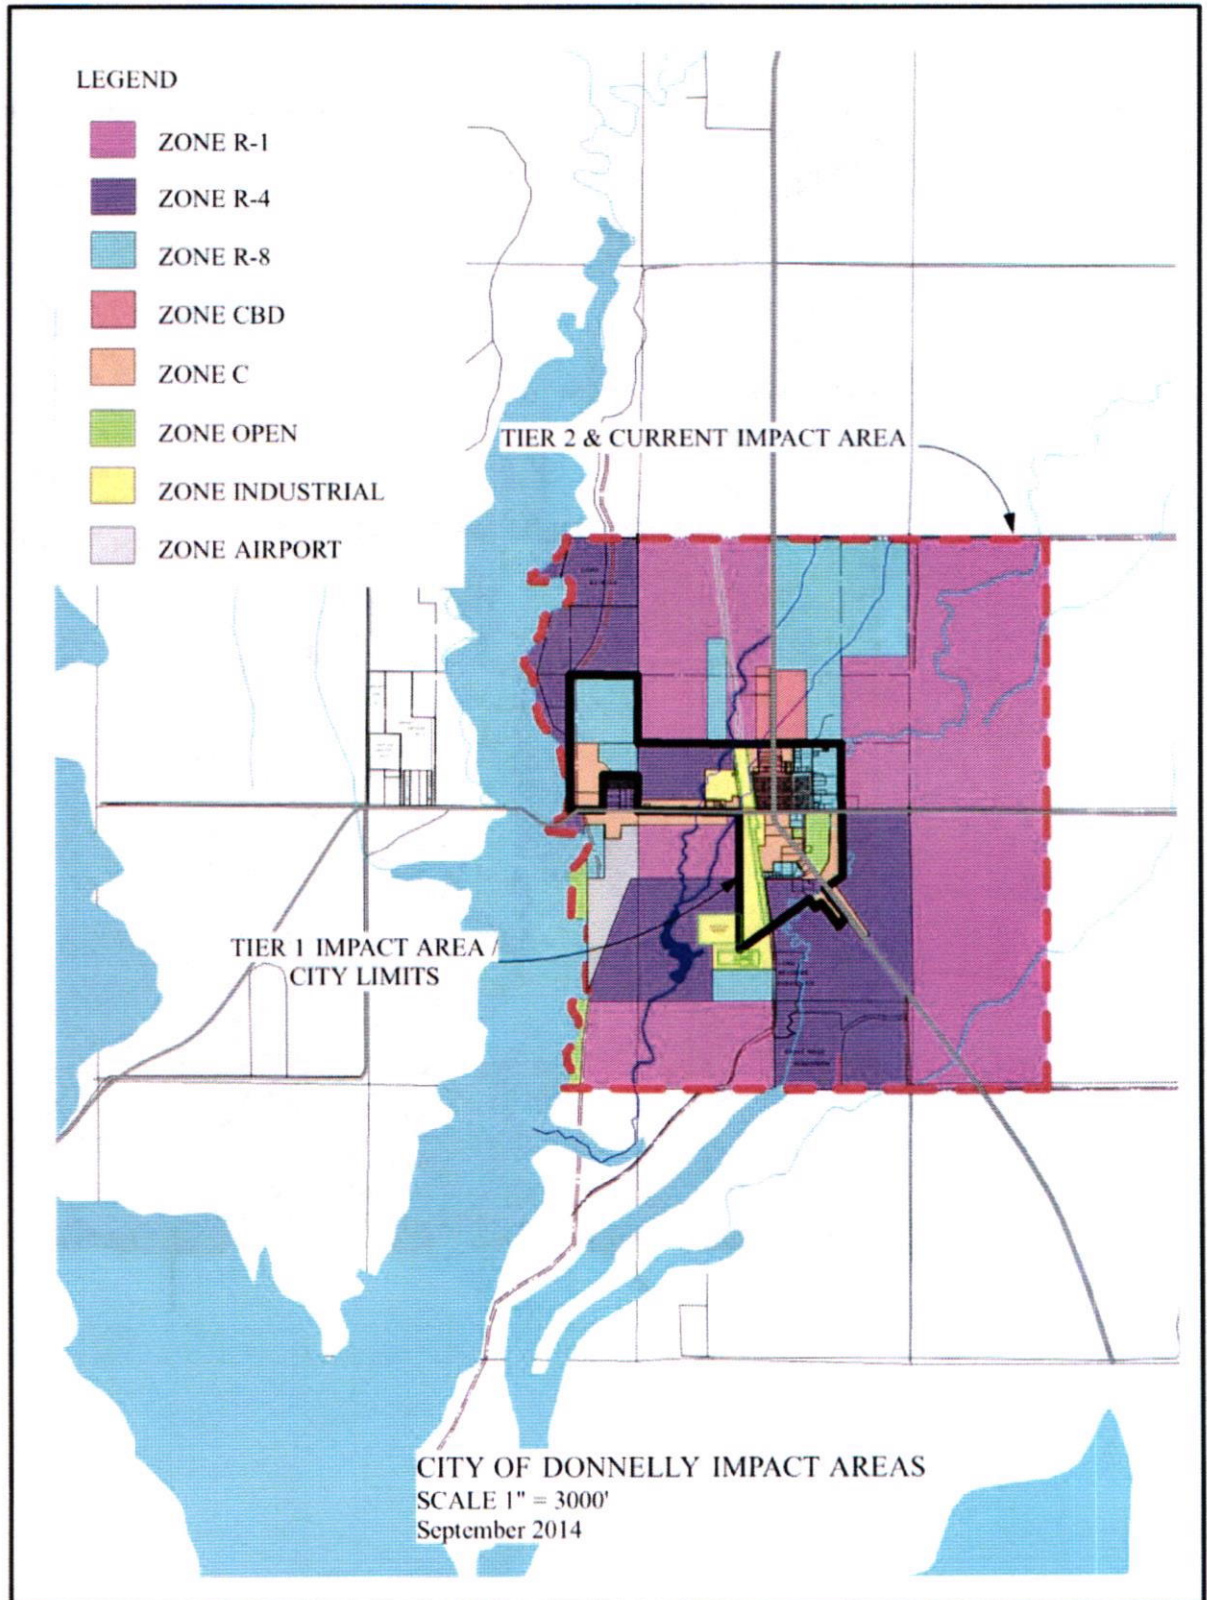 LEGEND
ZONE R-1
ZONE R-4
ZONE R-8
ZONE CBD
ZONE C
ZONE OPEN
ZONE INDUSTRIAL
ZONE AIRPORT
TIER 2 & CURRENT IMPACT AREA
TIER 1 IMPACT AREA /
CITY LIMITS
CITY OF DONNELLY IMPACT AREAS
SCALE 1" = 3000'
September 2014